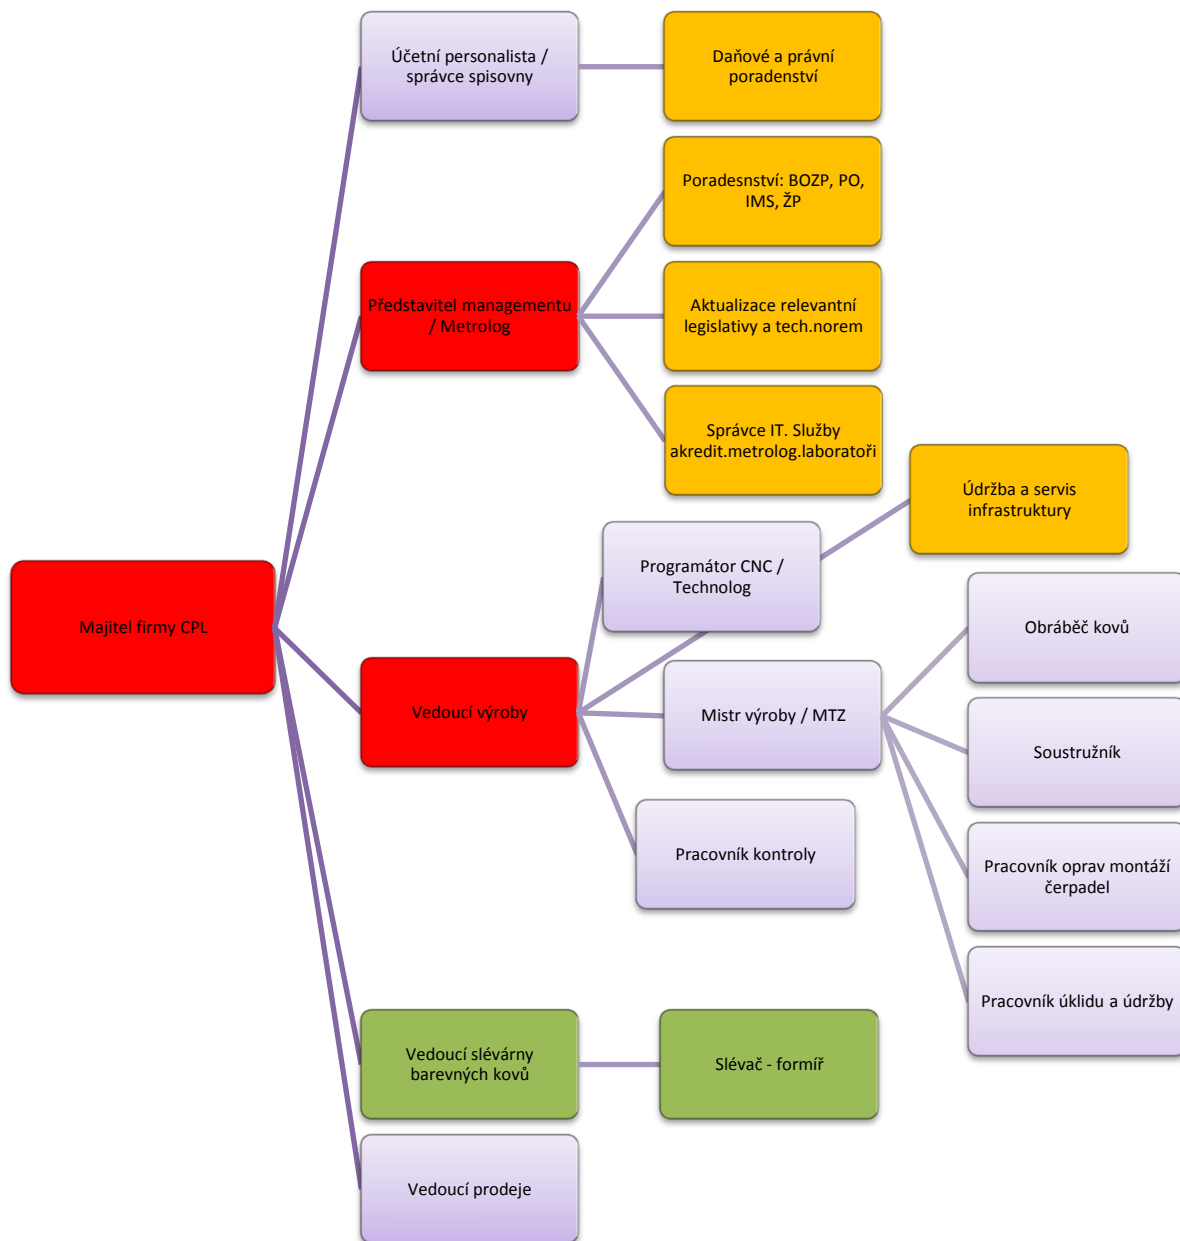 Účetní personalista /
správce spisovny
Daňové a právní
poradenství
Poradesnství: BOZP, PO,
IMS, ŽP
Představitel managementu
/ Metrolog
Aktualizace relevantní
legislativy a tech.norem
Správce IT. Služby
akredit.metrolog.laboratoři
Údržba a servis
infrastruktury
Programátor CNC /
Technolog
Majitel firmy CPL
Obráběč kovů
Vedoucí výroby
Mistr výroby / MTZ
Soustružník
Pracovník kontroly
Pracovník oprav montáží
čerpadel
Pracovník úklidu a údržby
Vedoucí slévárny
barevných kovů
Slévač - formíř
Vedoucí prodeje